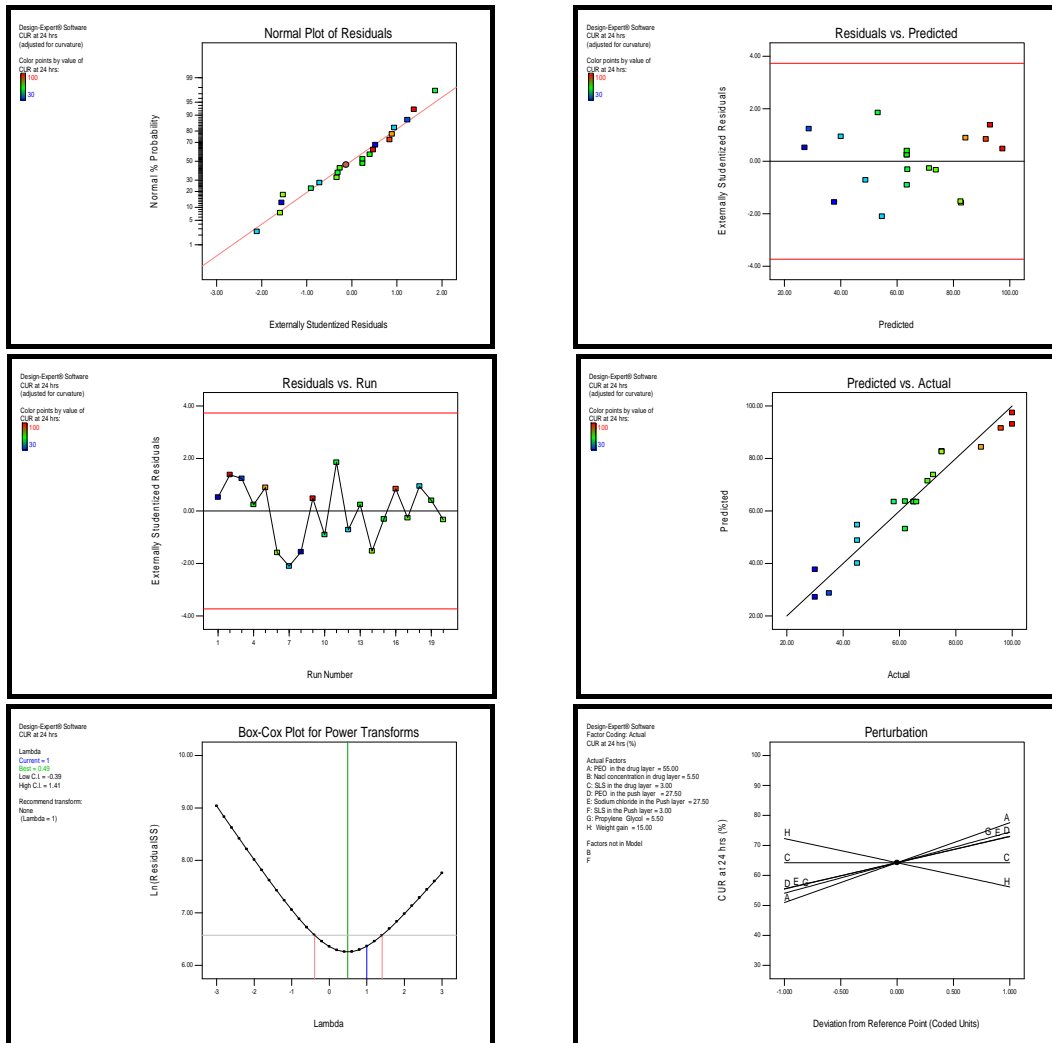 Design-Expert® Software
CUR at 24 hrs
(adjusted for curvature)
Color points by value of
CUR at 24 hrs:
100
30
Normal Plot of Residuals
Normal % Probability
99
95
90
80
70
50
30
20
10
5
1
-3.00 -2.00 -1.00 0.00 1.00 2.00
Externally Studentized Residuals
Design-Expert® Software
CUR at 24 hrs
(adjusted for curvature)
Color points by value of
CUR at 24 hrs:
100
30
Residuals vs. Predicted
Externally Studentized Residuals
4.00
2.00
0.00
-2.00
-4.00
20.00 40.00 60.00 80.00 100.00
Predicted
Design-Expert® Software
CUR at 24 hrs
(adjusted for curvature)
Color points by value of
CUR at 24 hrs:
100
30
Residuals vs. Run
Externally Studentized Residuals
4.00
2.00
0.00
-2.00
-4.00
1 4 7 10 13 16 19
Run Number
Design-Expert® Software
CUR at 24 hrs
(adjusted for curvature)
Color points by value of
CUR at 24 hrs:
100
30
Predicted vs. Actual
Predicted
100.00
80.00
60.00
40.00
20.00
20.00 40.00 60.00 80.00 100.00
Actual
Design-Expert® Software
CUR at 24 hrs
Lambda
Current = 1
Best = 0.49
Low C.I. = -0.39
High C.I. = 1.41
Recommend transform:
None
(Lambda = 1)
Box-Cox Plot for Power Transforms
Ln(ResidualSS)
10.00
9.00
8.00
7.00
6.00
-3 -2 -1 0 1 2 3
Lambda
Design-Expert® Software
Factor Coding: Actual
CUR at 24 hrs (%)
Actual Factors
A: PEO in the drug layer = 55.00
B: Nacl concentration in drug layer = 5.50
C: SLS in the drug layer = 3.00
D: PEO in the push layer = 27.50
E: Sodium chloride in the Push layer = 27.50
F: SLS in the Push layer = 3.00
G: Propylene Glycol = 5.50
H: Weight gain = 15.00
Factors not in Model
B
F
Perturbation
CUR at 24 hrs (%)
100
90
80
70
60
50
40
30
H
C
D E G
A
A
G E D
C
H
-1.000 -0.500 0.000 0.500 1.000
Deviation from Reference Point (Coded Units)